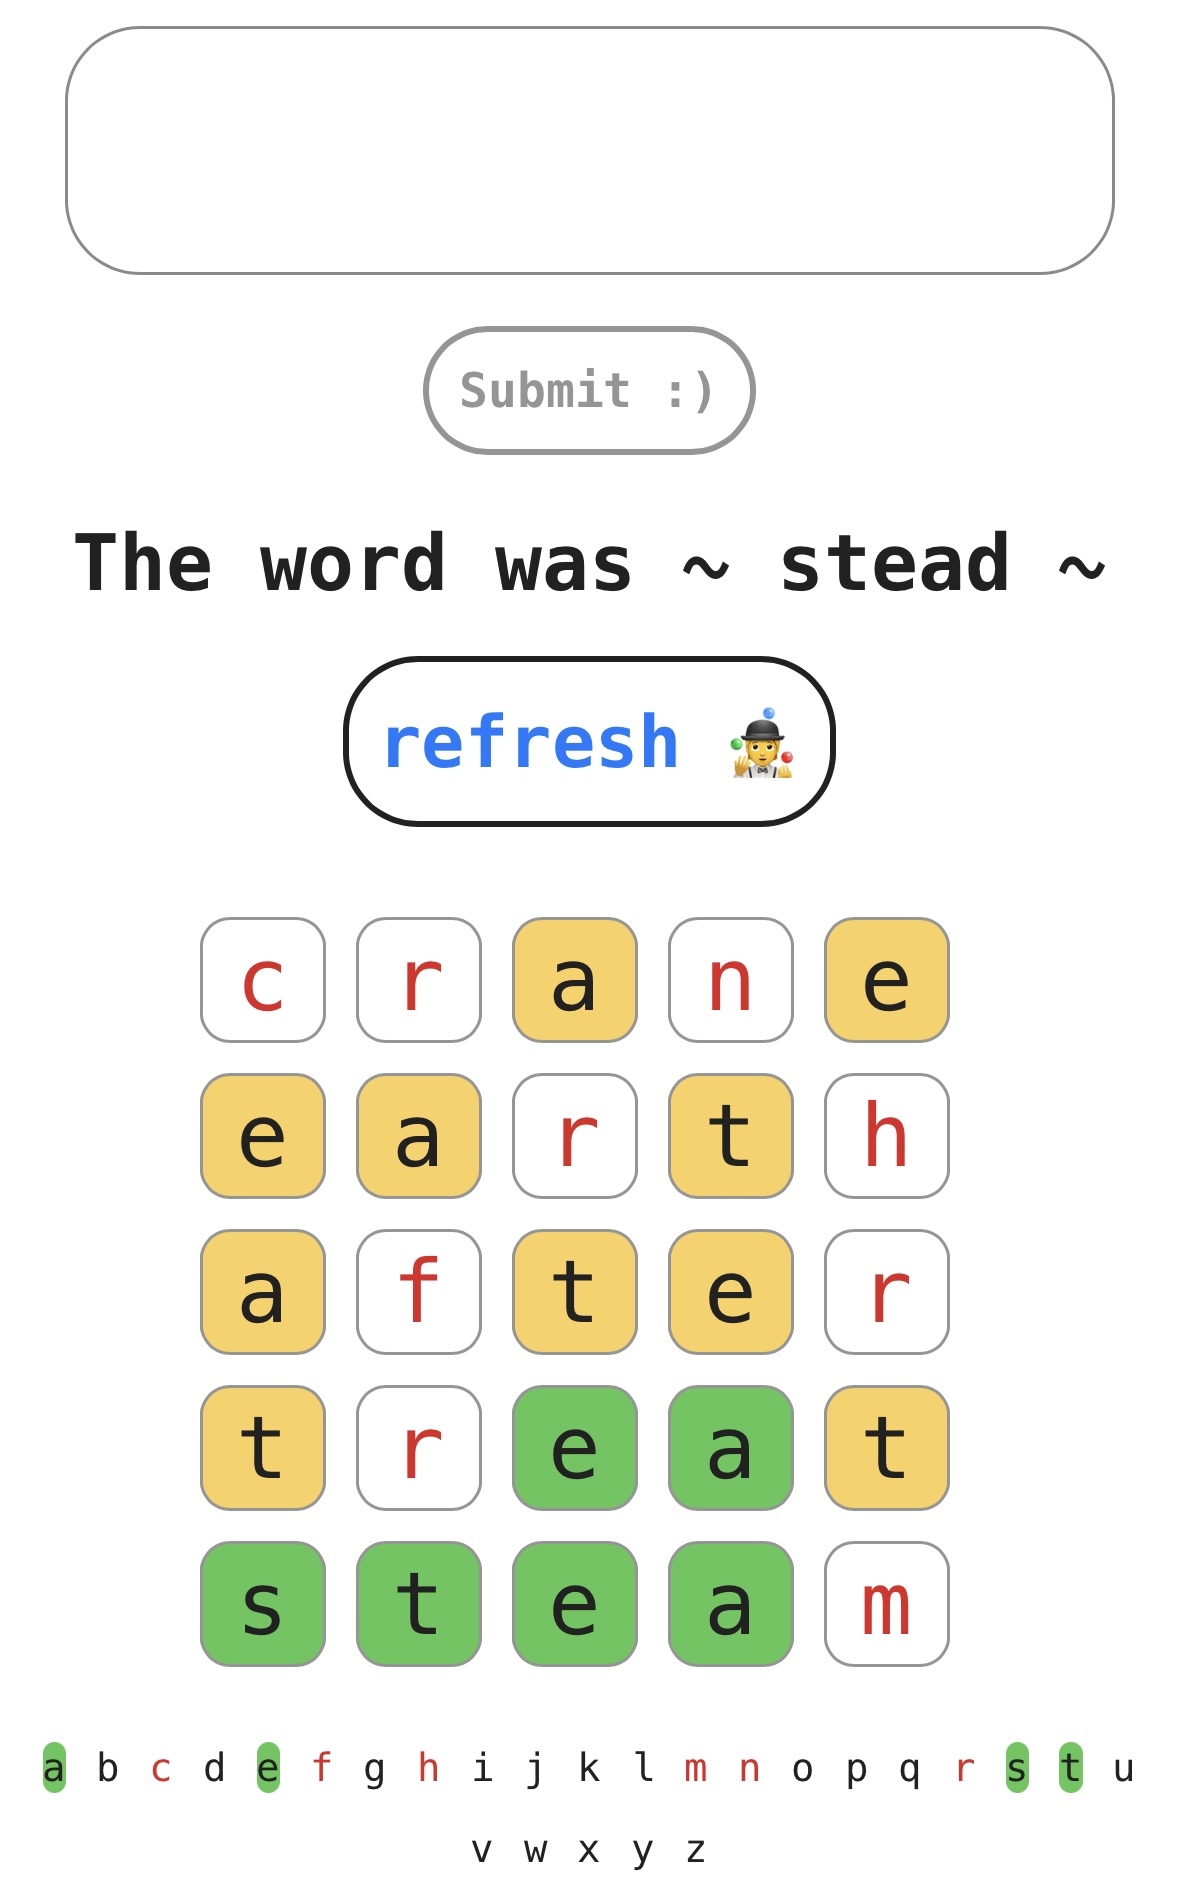 Submit :)
The word was ~ stead ~
refresh 🤹
c r a n e
e a r t h
a f t e r
t r e a t
s t e a m
a b c d e f g h i j k l m n o p q r s t u
v w x y z